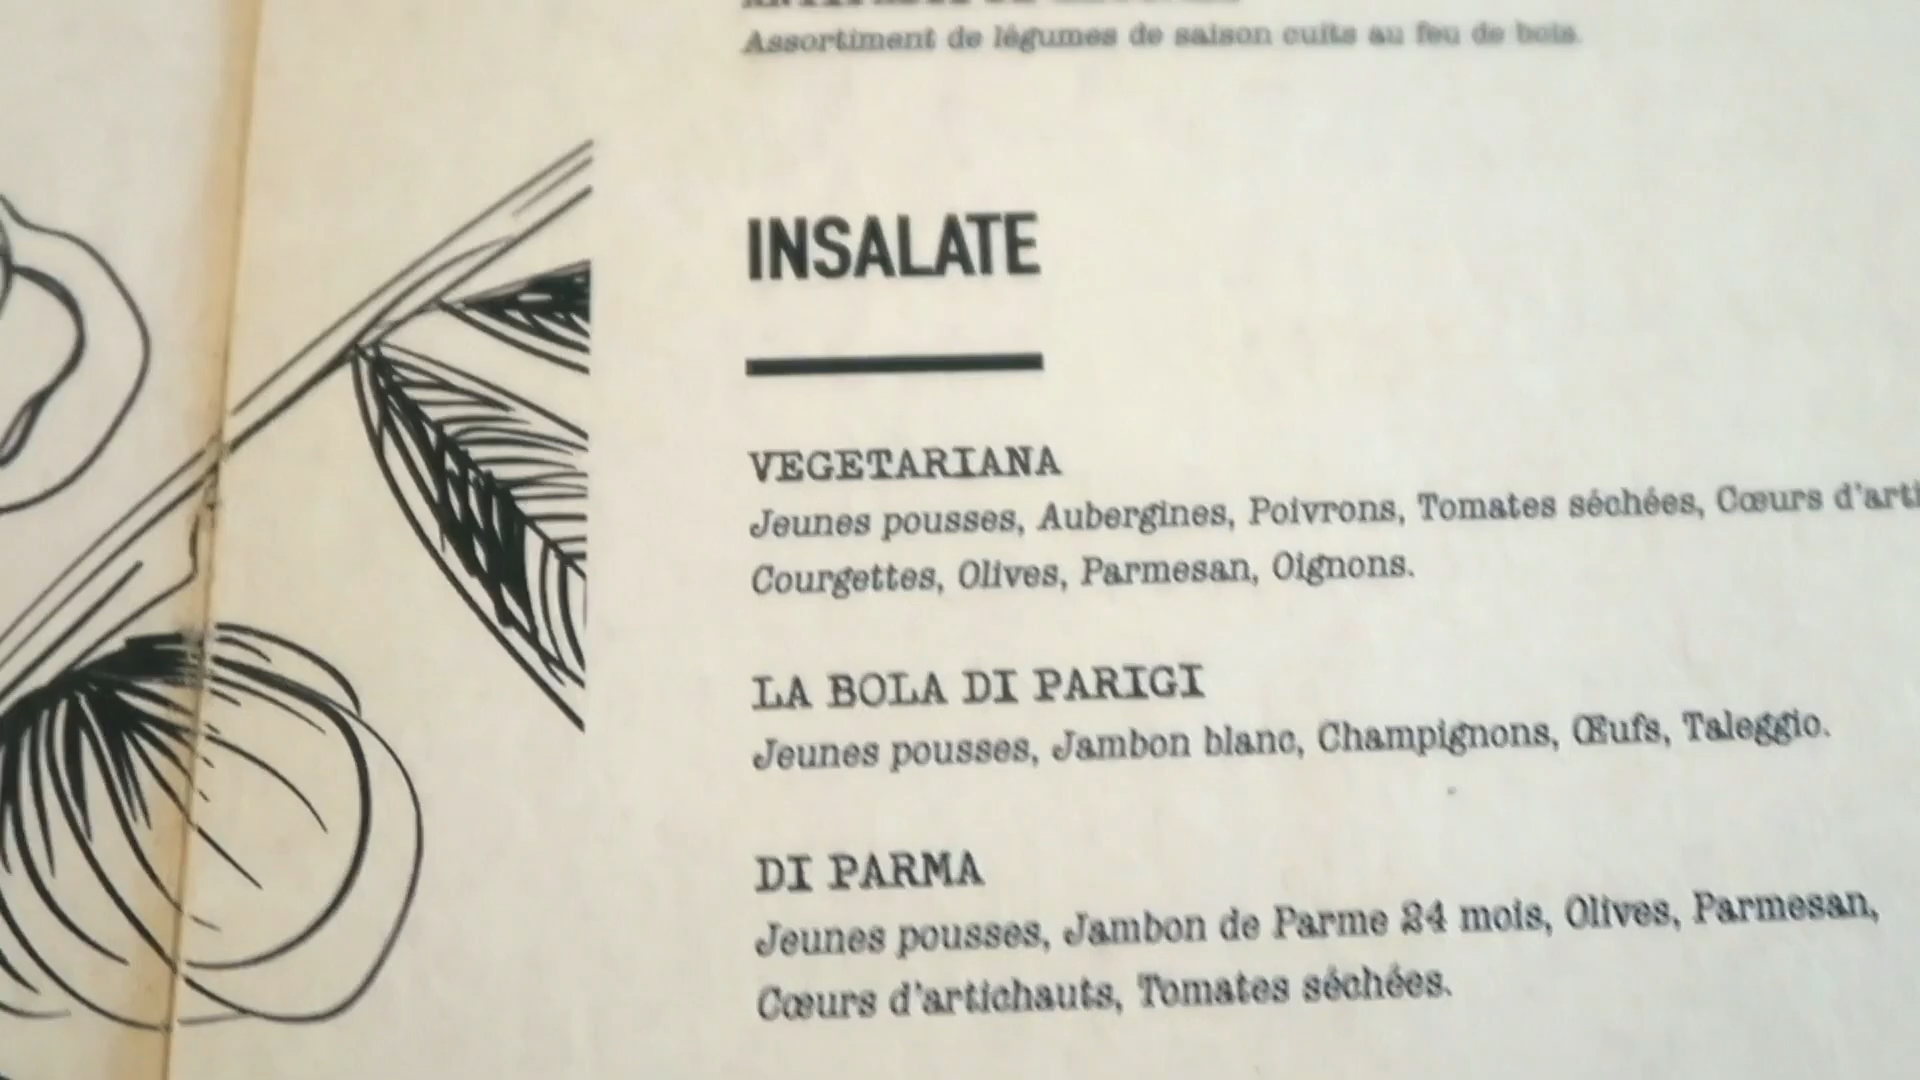 Assortiment de légumes de saison cuits au feu de bois.
INSALATE
VEGETARIANA
Jeunes pousses, Aubergines, Poivrons, Tomates séchées, Cœurs d'arti
Courgettes, Olives, Parmesan, Oignons.
LA BOLA DI PARIGI
Jeunes pousses, Jambon blanc, Champignons, Œufs, Taleggio.
DI PARMA
Jeunes pousses, Jambon de Parme 24 mois, Olives, Parmesan,
Cœurs d'artichauts, Tomates séchées.